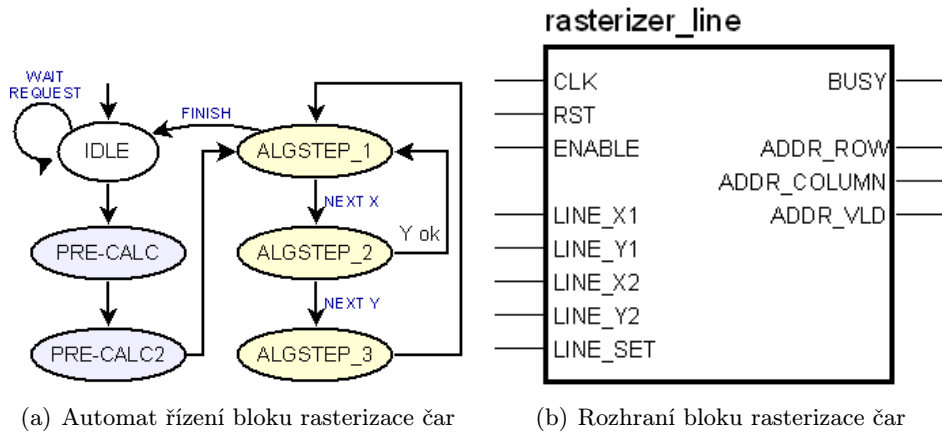 WAIT
REQUEST
IDLE
FINISH
ALGSTEP_1
NEXT X
PRE-CALC
ALGSTEP_2
Y ok
NEXT Y
PRE-CALC2
ALGSTEP_3
(a) Automat řízení bloku rasterizace čar
rasterizer_line
CLK
BUSY
RST
ENABLE
ADDR_ROW
ADDR_COLUMN
LINE_X1
ADDR_VLD
LINE_Y1
LINE_X2
LINE_Y2
LINE_SET
(b) Rozhraní bloku rasterizace čar